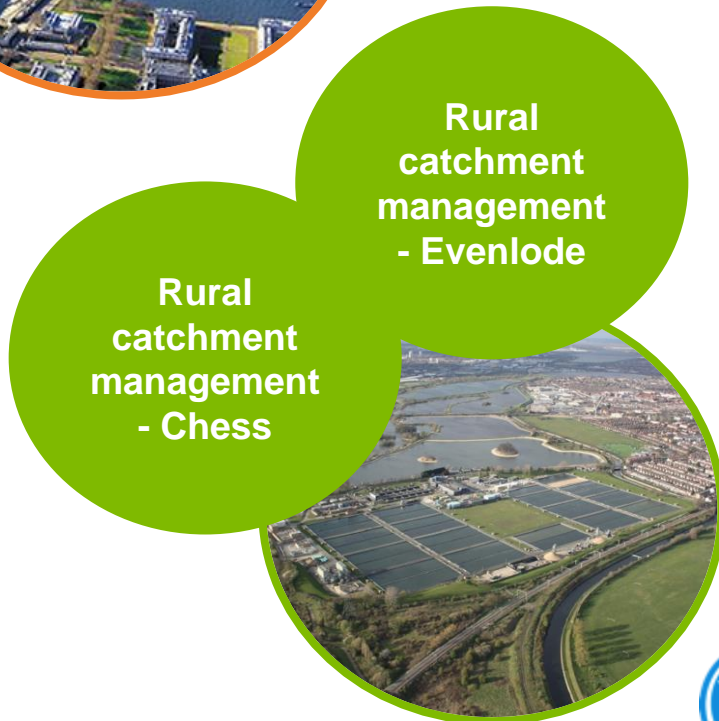 Rural
catchment
management
- Evenlode
Rural
catchment
management
- Chess